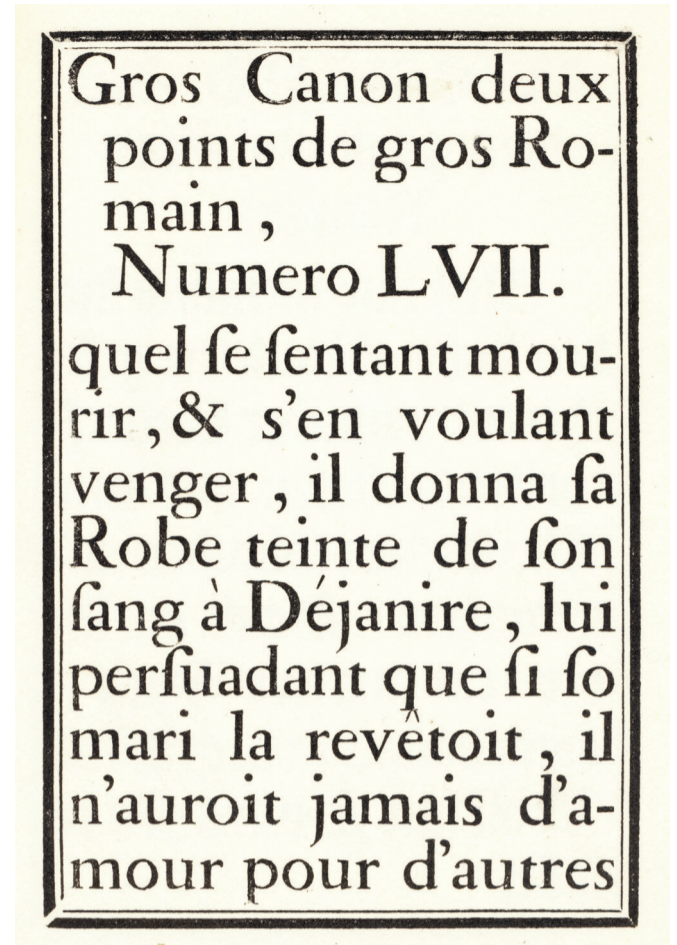 Gros Canon deux
points de gros Ro-
main ,
Numero LVII.
quel ſe ſentant mou-
rir, & s'en voulant
venger , il donna ſa
Robe teinte de ſon
ſang à Déjanire , lui
perſuadant que ſi ſo
mari la revêtoit , il
n'auroit jamais d'a-
mour pour d'autres